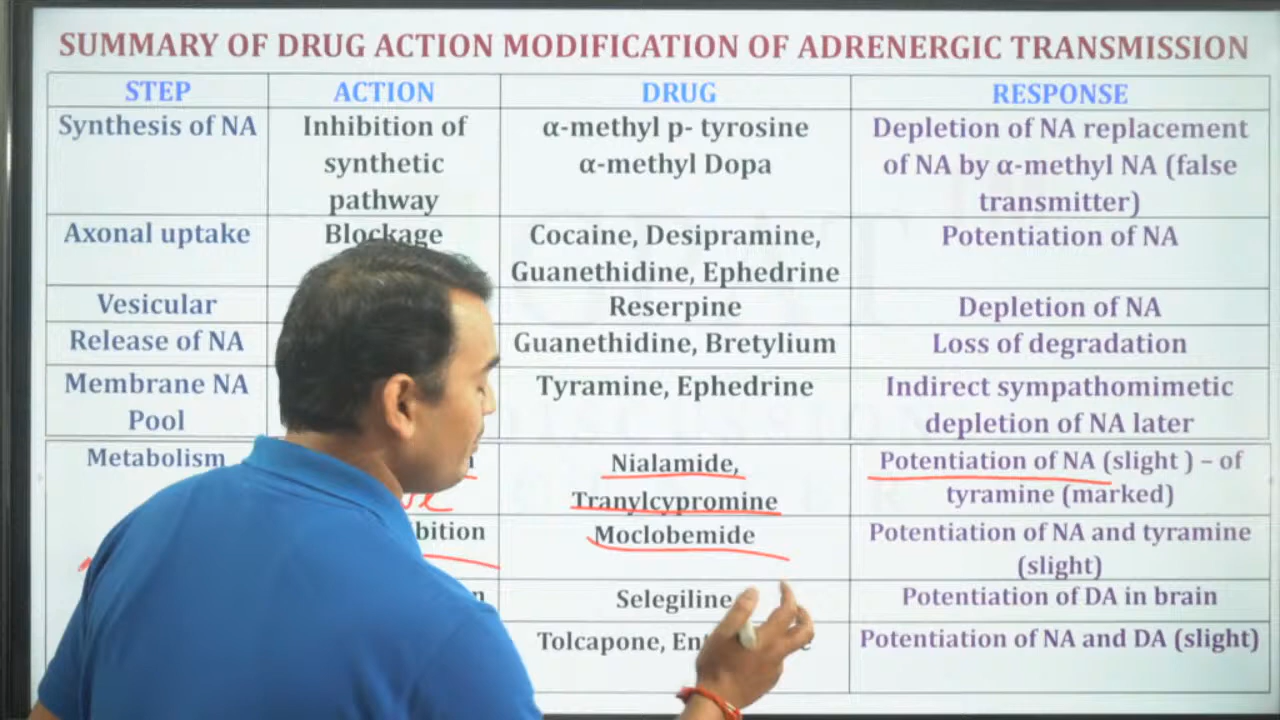 SUMMARY OF DRUG ACTION MODIFICATION OF ADRENERGIC TRANSMISSION
STEP ACTION DRUG RESPONSE
Synthesis of NA Inhibition of synthetic pathway α-methyl p- tyrosine α-methyl Dopa Depletion of NA replacement of NA by α-methyl NA (false transmitter)
Axonal uptake Blockage Cocaine, Desipramine, Guanethidine, Ephedrine Potentiation of NA
Vesicular Reserpine Depletion of NA
Release of NA Guanethidine, Bretylium Loss of degradation
Membrane NA Pool Tyramine, Ephedrine Indirect sympathomimetic depletion of NA later
Metabolism Nialamide, Tranylcypromine Potentiation of NA (slight ) – of tyramine (marked)
Moclobemide Potentiation of NA and tyramine (slight)
Selegiline Potentiation of DA in brain
Tolcapone, Potentiation of NA and DA (slight)